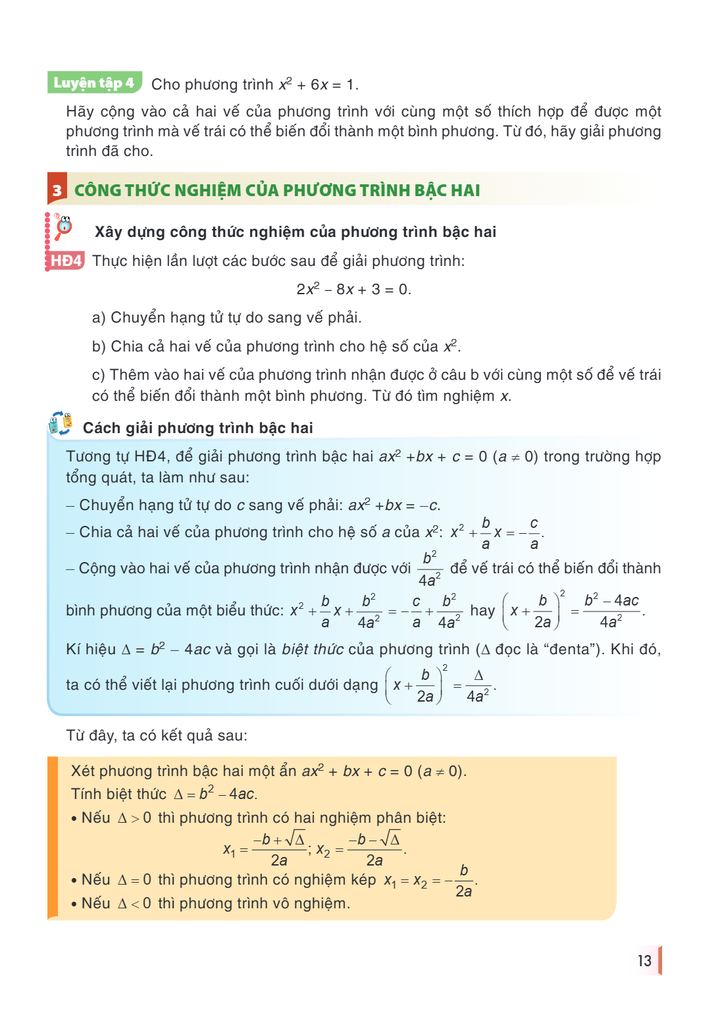 Luyện tập 4 Cho phương trình x² + 6x = 1.
Hãy cộng vào cả hai vế của phương trình với cùng một số thích hợp để được một
phương trình mà vế trái có thể biến đổi thành một bình phương. Từ đó, hãy giải phương
trình đã cho.
3 CÔNG THỨC NGHIỆM CỦA PHƯƠNG TRÌNH BẬC HAI
Xây dựng công thức nghiệm của phương trình bậc hai
HĐ4 Thực hiện lần lượt các bước sau để giải phương trình:
2x² – 8x + 3 = 0.
a) Chuyển hạng tử tự do sang vế phải.
b) Chia cả hai vế của phương trình cho hệ số của x².
c) Thêm vào hai vế của phương trình nhận được ở câu b với cùng một số để vế trái
có thể biến đổi thành một bình phương. Từ đó tìm nghiệm x.
Cách giải phương trình bậc hai
Tương tự HĐ4, để giải phương trình bậc hai ax² +bx + c = 0 (a ≠ 0) trong trường hợp
tổng quát, ta làm như sau:
– Chuyển hạng tử tự do c sang vế phải: ax² +bx = –c.
– Chia cả hai vế của phương trình cho hệ số a của x²: x² + b/a x = – c/a.
– Cộng vào hai vế của phương trình nhận được với b²/4a² để vế trái có thể biến đổi thành
bình phương của một biểu thức: x² + b/a x + b²/4a² = – c/a + b²/4a² hay (x + b/2a)² = (b² – 4ac)/4a².
Kí hiệu Δ = b² – 4ac và gọi là biệt thức của phương trình (Δ đọc là “đenta”). Khi đó,
ta có thể viết lại phương trình cuối dưới dạng (x + b/2a)² = Δ/4a².
Từ đây, ta có kết quả sau:
Xét phương trình bậc hai một ẩn ax² + bx + c = 0 (a ≠ 0).
Tính biệt thức Δ = b² – 4ac.
• Nếu Δ > 0 thì phương trình có hai nghiệm phân biệt:
x₁ = (–b + √Δ)/2a; x₂ = (–b – √Δ)/2a.
• Nếu Δ = 0 thì phương trình có nghiệm kép x₁ = x₂ = – b/2a.
• Nếu Δ < 0 thì phương trình vô nghiệm.
13